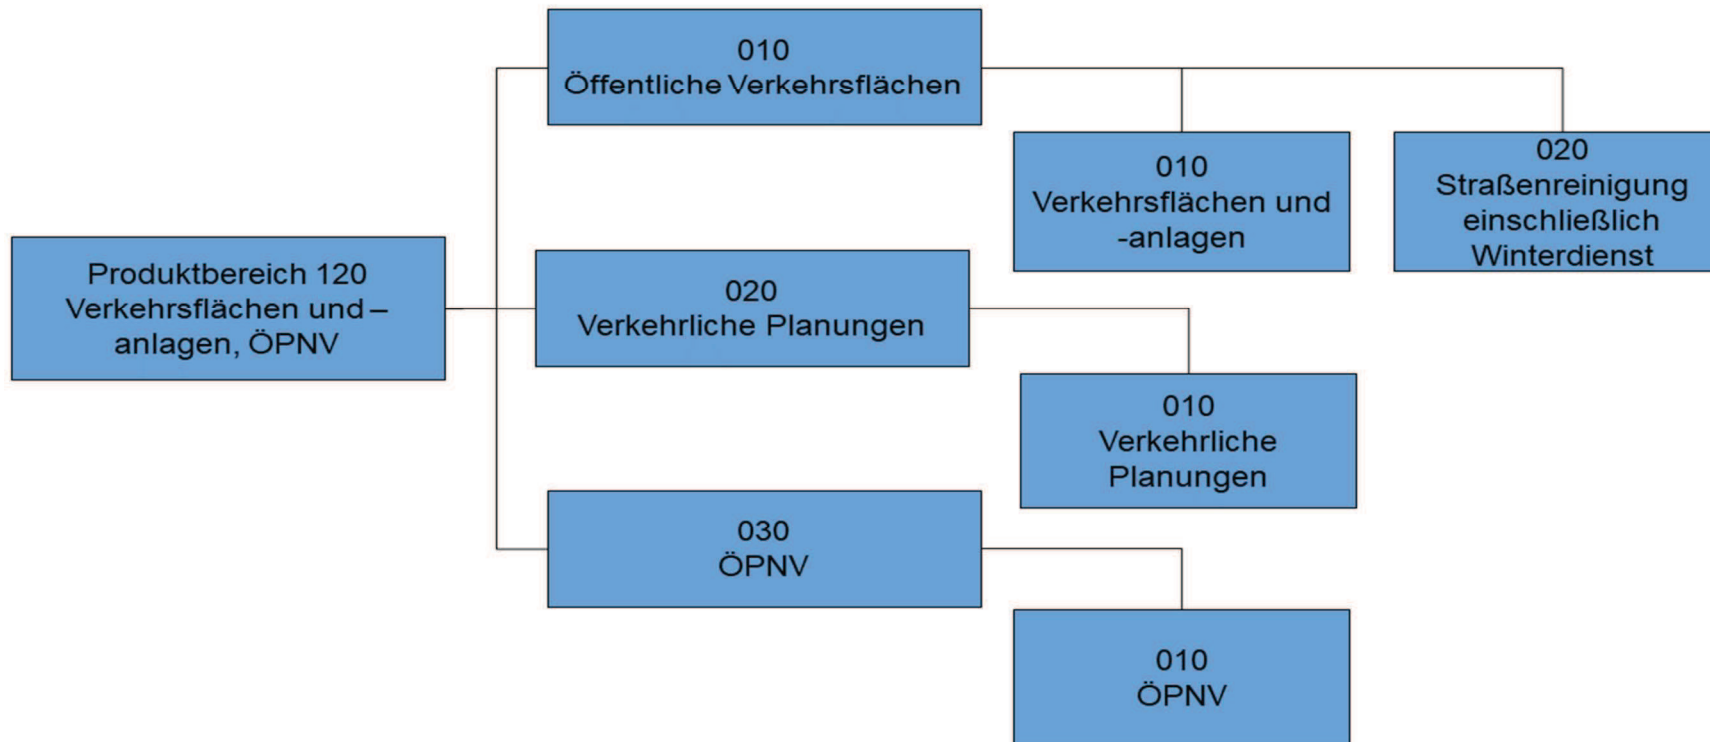 Produktbereich 120
Verkehrsflächen und –
anlagen, ÖPNV
010
Öffentliche Verkehrsflächen
010
Verkehrsflächen und
-anlagen
020
Straßenreinigung
einschließlich
Winterdienst
020
Verkehrliche Planungen
010
Verkehrliche
Planungen
030
ÖPNV
010
ÖPNV